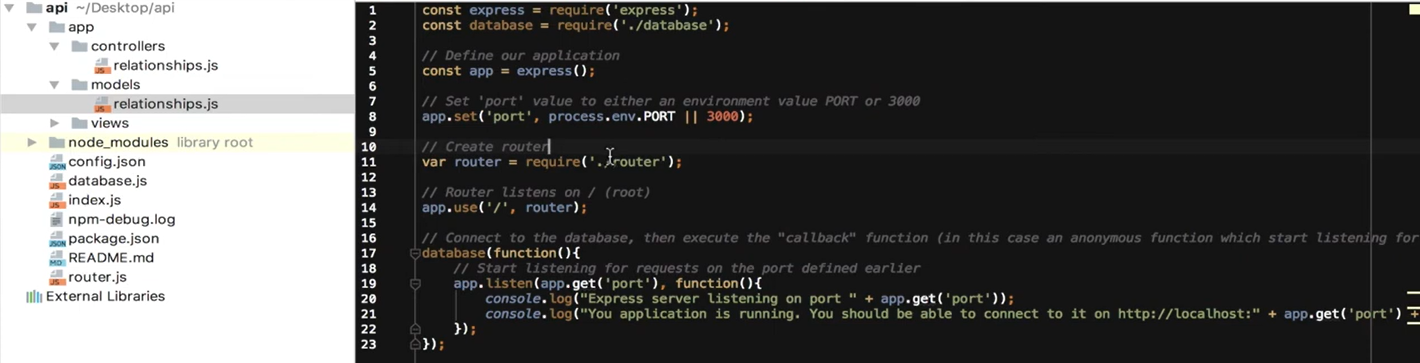 api ~/Desktop/api
app
controllers
relationships.js
models
relationships.js
views
node_modules library root
config.json
database.js
index.js
npm-debug.log
package.json
README.md
router.js
External Libraries
1 const express = require('express');
2 const database = require('./database');
3
4 // Define our application
5 const app = express();
6
7 // Set 'port' value to either an environment value PORT or 3000
8 app.set('port', process.env.PORT || 3000);
9
10 // Create router
11 var router = require('./router');
12
13 // Router listens on / (root)
14 app.use('/', router);
15
16 // Connect to the database, then execute the "callback" function (in this case an anonymous function which start listening for
17 database(function(){
18 // Start listening for requests on the port defined earlier
19 app.listen(app.get('port'), function(){
20 console.log("Express server listening on port " + app.get('port'));
21 console.log("You application is running. You should be able to connect to it on http://localhost:" + app.get('port') +
22 });
23 });